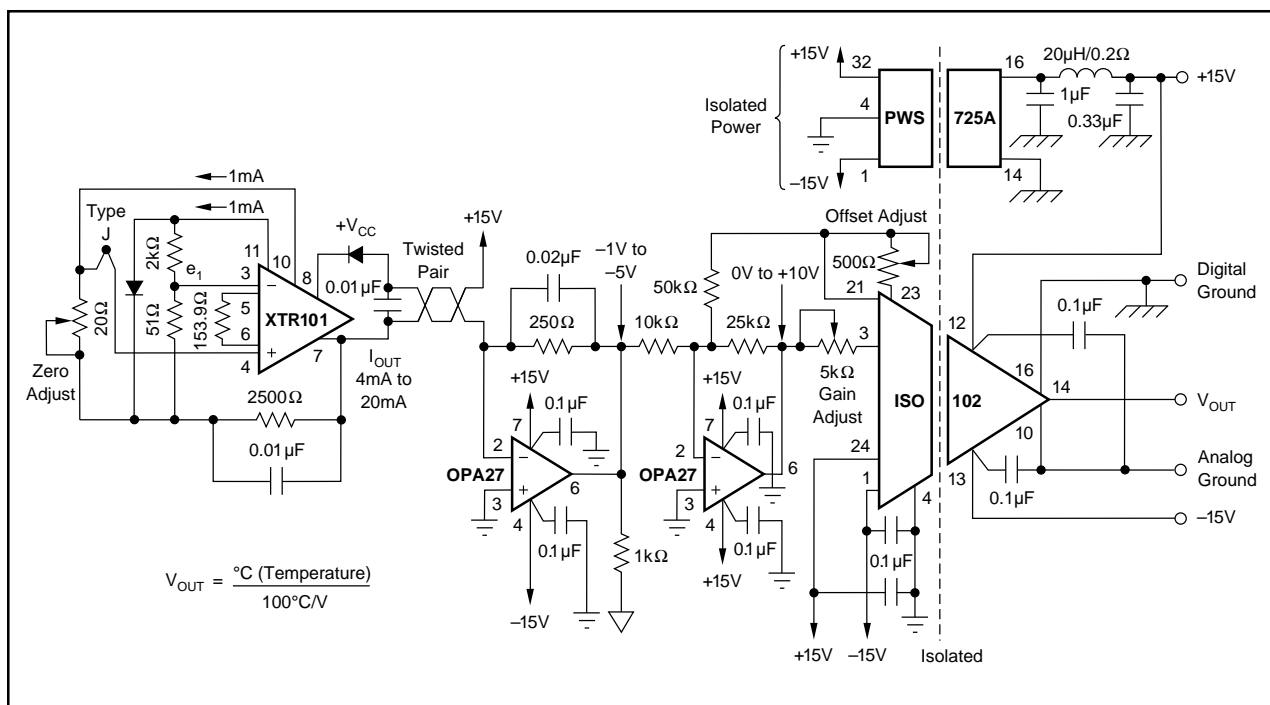 +15V
32
Isolated
Power
4
PWS
–15V
1
16
20µH/0.2Ω
+15V
725A
1µF
0.33µF
14
1mA
1mA
Type
J
2kΩ
e1
11
10
+VCC
8
Twisted
Pair
+15V
0.01µF
3
–
5
XTR101
153.9Ω
6
+
4
7
20Ω
51Ω
Zero
Adjust
IOUT
4mA to
20mA
2500Ω
0.01µF
0.02µF
250Ω
–1V to
–5V
10kΩ
50kΩ
25kΩ
0V to +10V
Offset Adjust
500Ω
21
23
3
5kΩ
Gain
Adjust
ISO
24
1
4
0.1µF
+15V
–15V
Isolated
+15V
7
0.1µF
2
–
OPA27
6
+
3
4
0.1µF
–15V
1kΩ
+15V
7
0.1µF
2
–
OPA27
6
+
3
4
0.1µF
+15V
12
0.1µF
102
16
14
10
13
0.1µF
Digital
Ground
VOUT
Analog
Ground
–15V
VOUT = °C (Temperature)
100°C/V